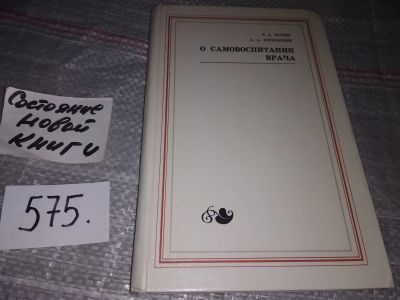 Состояние
новой
книги
575.
О САМОВОСПИТАНИИ
ВРАЧА